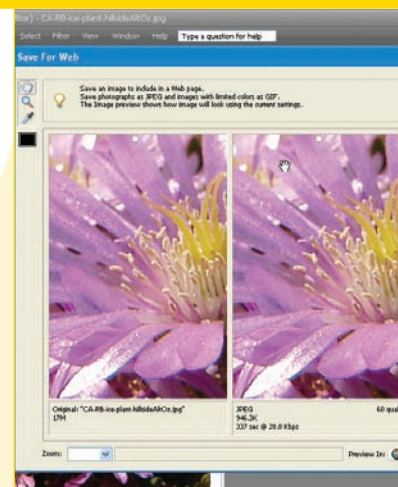 itor) - CA-RB-ice-plant-hillsideAltOz.jpg
Select Filter View Window Help Type a question for help
Save For Web
Save an image to include in a Web page.
Save photographs as JPEG and images with limited colors as GIF.
The Image preview shows how image will look using the current settings.
Original: "CA-RB-ice-plant-hillsideAltOz.jpg"
17M
JPEG 60 qual
946.3K
337 sec @ 28.8 Kbps
Zoom: Preview In: